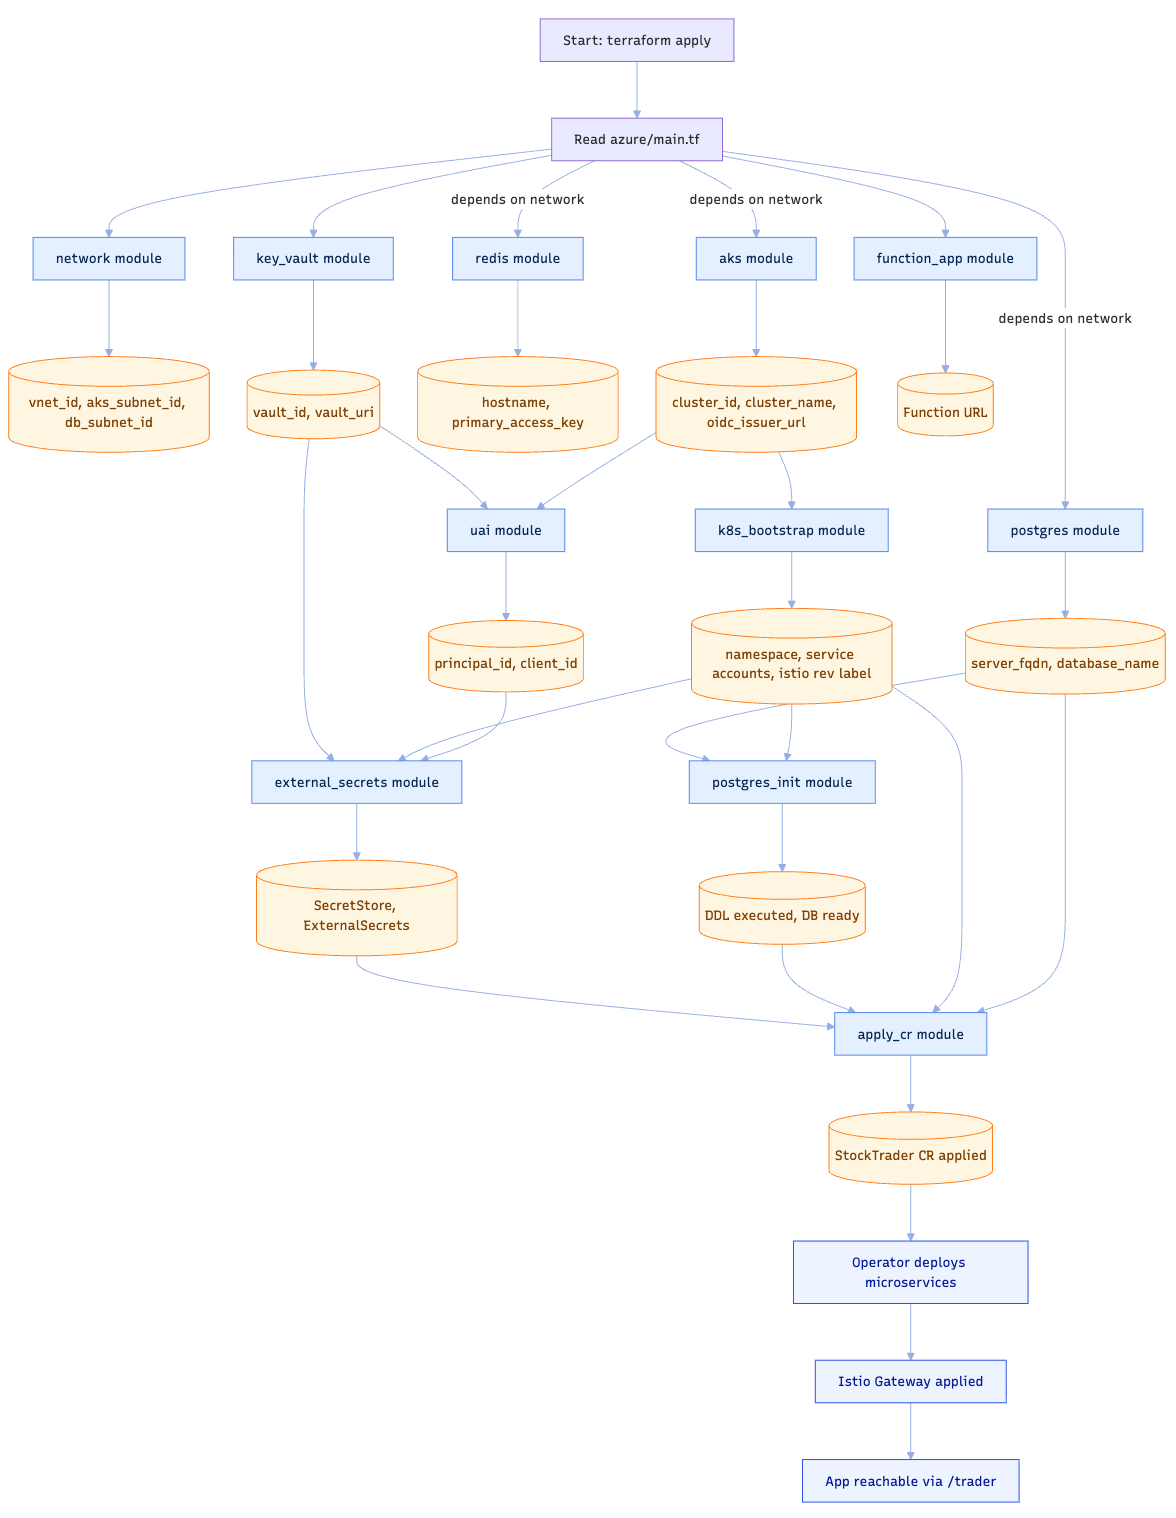 Start: terraform apply
Read azure/main.tf
depends on network
depends on network
network module
key_vault module
redis module
aks module
function_app module
depends on network
vnet_id, aks_subnet_id,
db_subnet_id
vault_id, vault_uri
hostname,
primary_access_key
cluster_id, cluster_name,
oidc_issuer_url
Function URL
uai module
k8s_bootstrap module
postgres module
principal_id, client_id
namespace, service
accounts, istio rev label
server_fqdn, database_name
external_secrets module
postgres_init module
SecretStore,
ExternalSecrets
DDL executed, DB ready
apply_cr module
StockTrader CR applied
Operator deploys
microservices
Istio Gateway applied
App reachable via /trader